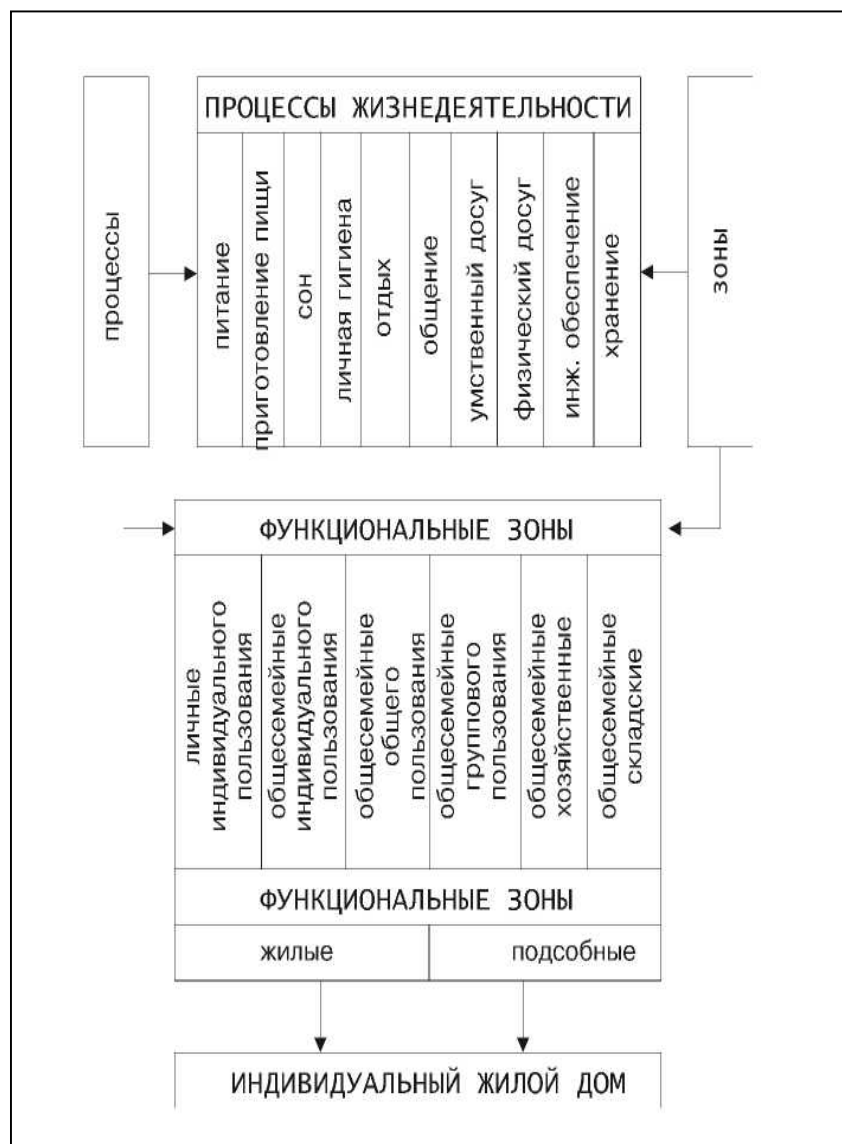 процессы
ПРОЦЕССЫ ЖИЗНЕДЕЯТЕЛЬНОСТИ
питание
приготовление пищи
сон
личная гигиена
отдых
общение
умственный досуг
физический досуг
инж. обеспечение
хранение
зоны
ФУНКЦИОНАЛЬНЫЕ ЗОНЫ
личные
индивидуального
пользования
общесемейные
индивидуального
пользования
общесемейные
общего
пользования
общесемейные
группового
пользования
общесемейные
хозяйственные
общесемейные
складские
ФУНКЦИОНАЛЬНЫЕ ЗОНЫ
жилые
подсобные
ИНДИВИДУАЛЬНЫЙ ЖИЛОЙ ДОМ